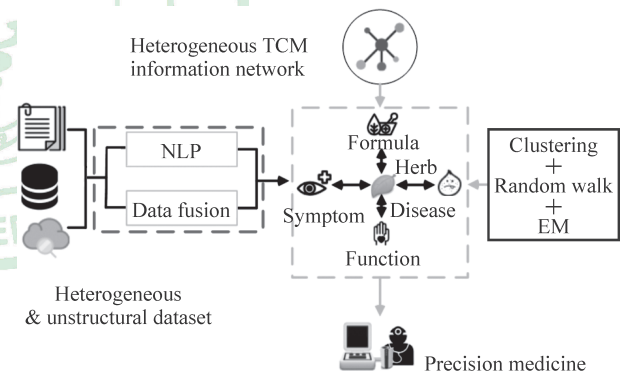 Heterogeneous TCM
information network
NLP
Data fusion
Formula
Herb
Symptom
Disease
Function
Clustering
+
Random walk
+
EM
Heterogeneous
& unstructural dataset
Precision medicine